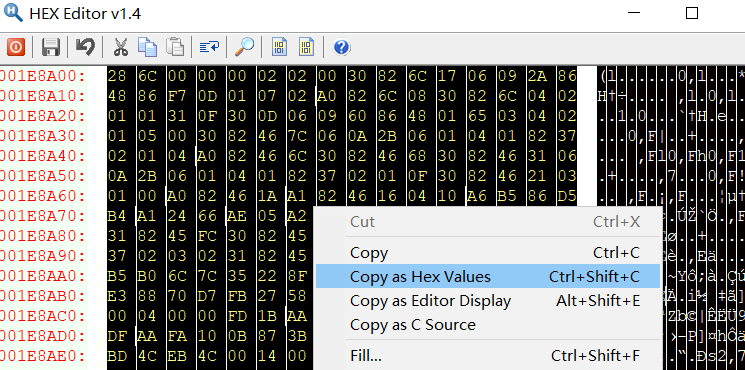 HEX Editor v1.4
001E8A00: 28 6C 00 00 00 02 02 00 30 82 6C 17 06 09 2A 86 (l......0,l...*
001E8A10: 48 86 F7 0D 01 07 02 A0 82 6C 08 30 82 6C 04 02 H†÷.....‚l.0‚l.
001E8A20: 01 01 31 0F 30 0D 06 09 60 86 48 01 65 03 04 02 ..1.0...`†H.e..
001E8A30: 01 05 00 30 82 46 7C 06 0A 2B 06 01 04 01 82 37 ...0‚F|..+....
001E8A40: 02 01 04 A0 82 46 6C 30 82 46 68 30 82 46 31 06 ‚Fl0‚Fh0‚F1
001E8A50: 0A 2B 06 01 04 01 82 37 02 01 0F 30 82 46 21 03 .+....‚7...0‚F!
001E8A60: 01 00 A0 82 46 1A A1 82 46 16 04 10 A6 B5 86 D5
001E8A70: B4 A1 24 66 AE 05 A2
001E8A80: 31 82 45 FC 30 82 45
001E8A90: 37 02 03 02 31 82 45
001E8AA0: B5 B0 6C 7C 35 22 8F
001E8AB0: E3 88 70 D7 FB 27 58
001E8AC0: 00 04 00 00 FD 1B AA
001E8AD0: DF AA FA 10 0B 87 3B
001E8AE0: BD 4C EB 4C 00 14 00
Cut Ctrl+X
Copy Ctrl+C
Copy as Hex Values Ctrl+Shift+C
Copy as Editor Display Alt+Shift+E
Copy as C Source
Fill... Ctrl+Shift+F